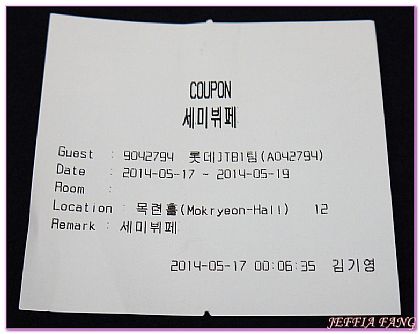 COUPON
세미뷔페
Guest : 9042794 롯데JTB1팀(A042794)
Date : 2014-05-17 ~ 2014-05-19
Room :
Location : 목련홀(Mokryeon-Hall) 12
Remark : 세미뷔페
2014-05-17 00:06:35 김기영
JEFFIA FANG